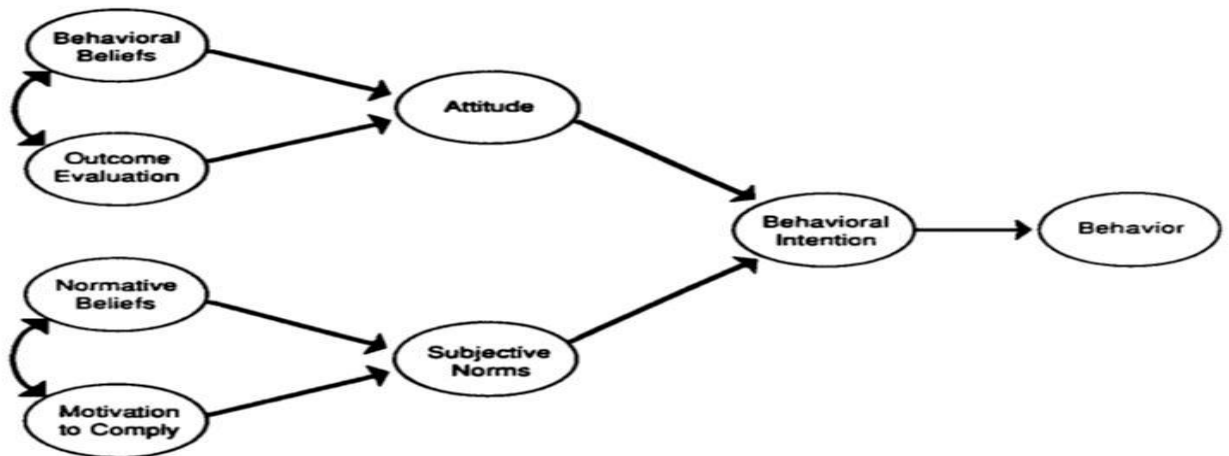 Behavioral
Beliefs
Outcome
Evaluation
Attitude
Normative
Beliefs
Motivation
to Comply
Subjective
Norms
Behavioral
Intention
Behavior